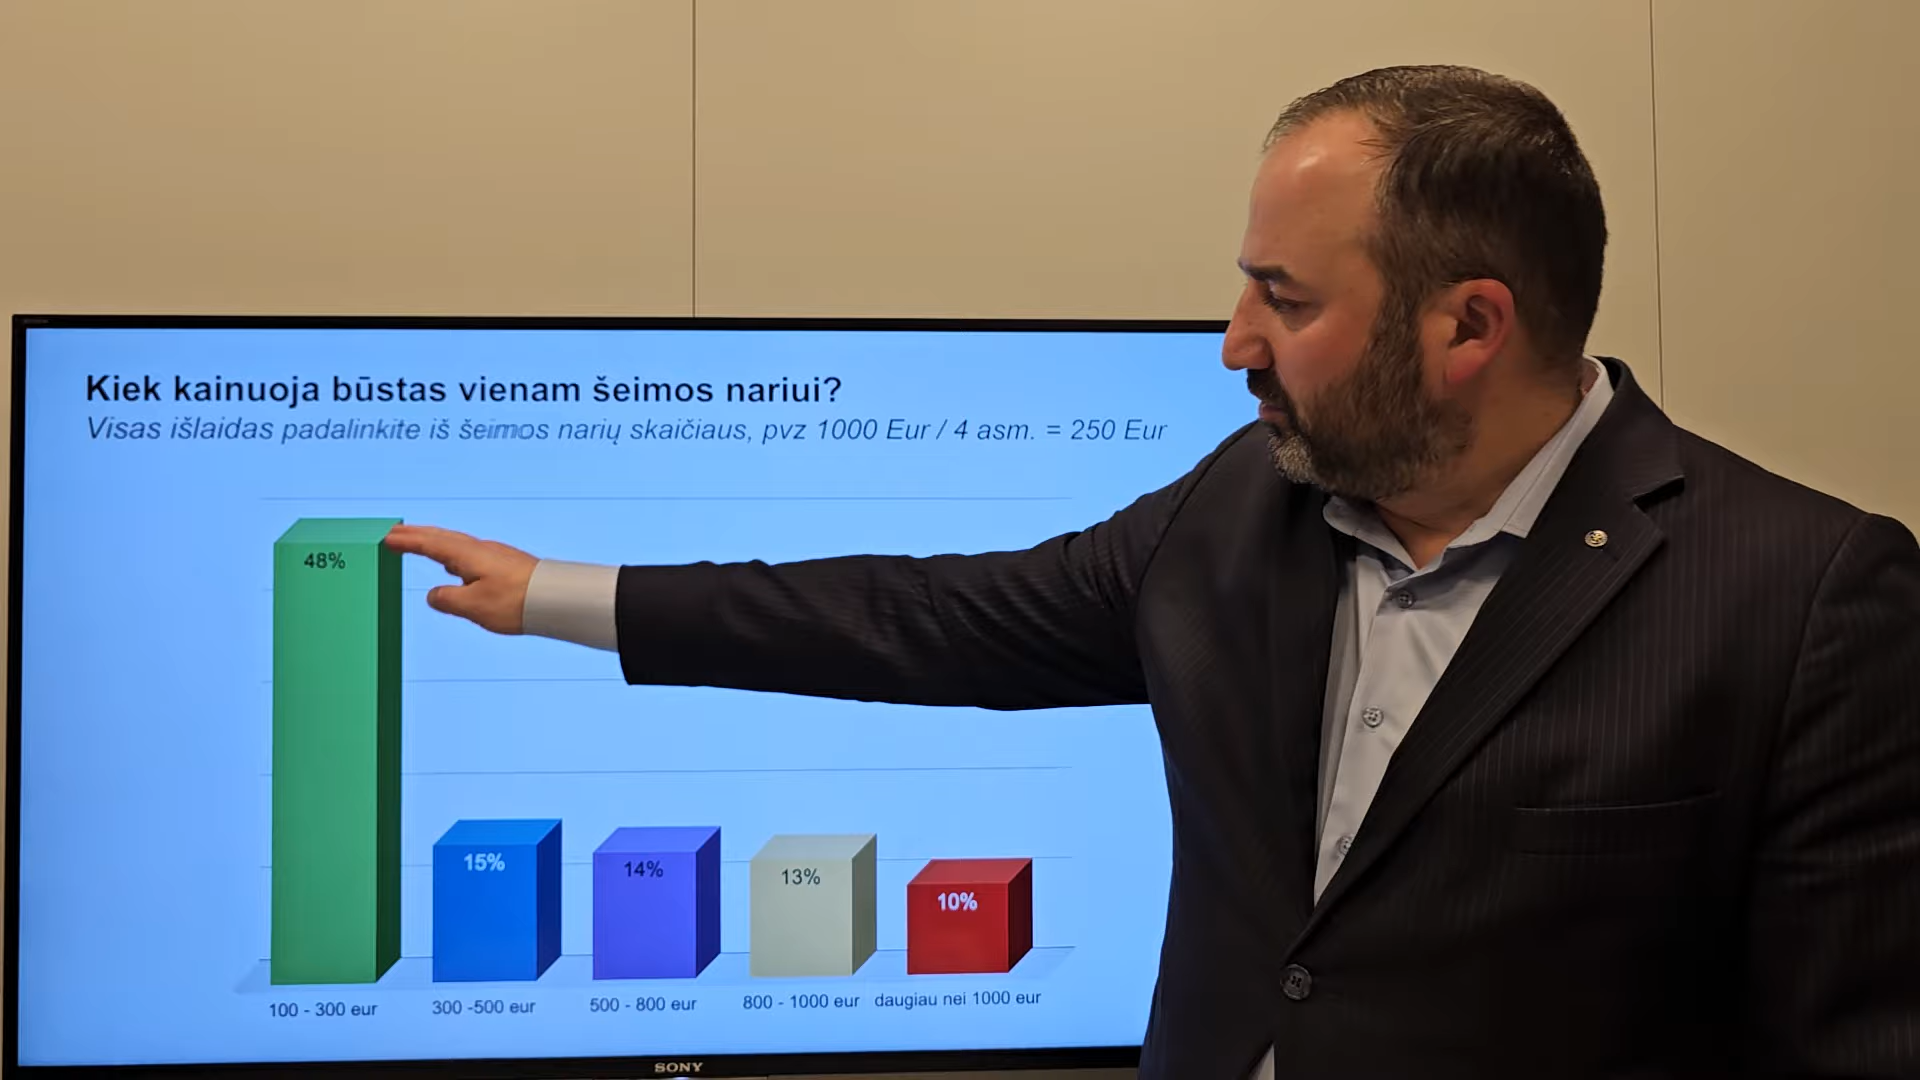 Kiek kainuoja būstas vienam šeimos nariui?
Visas išlaidas padalinkite iš šeimos narių skaičiaus, pvz 1000 Eur / 4 asm. = 250 Eur
48%
15%
14%
13%
10%
100 - 300 eur
300 -500 eur
500 - 800 eur
800 - 1000 eur
daugiau nei 1000 eur
SONY